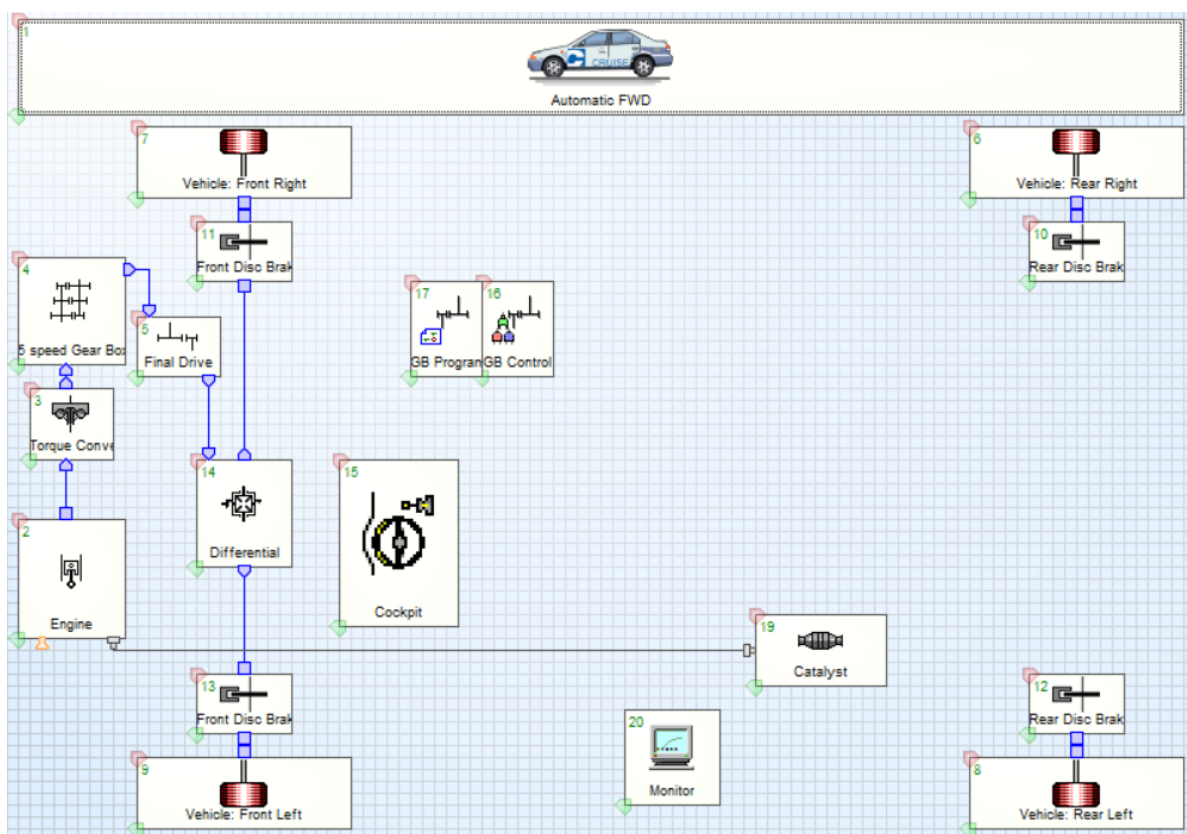 1
CRUISE
Automatic FWD
7
Vehicle: Front Right
6
Vehicle: Rear Right
11
Front Disc Brak
10
Rear Disc Brak
4
5 speed Gear Box
5
Final Drive
17
GB Program
16
GB Control
3
Torque Conve
14
Differential
15
Cockpit
2
Engine
19
Catalyst
13
Front Disc Brak
12
Rear Disc Brak
20
Monitor
9
Vehicle: Front Left
8
Vehicle: Rear Left